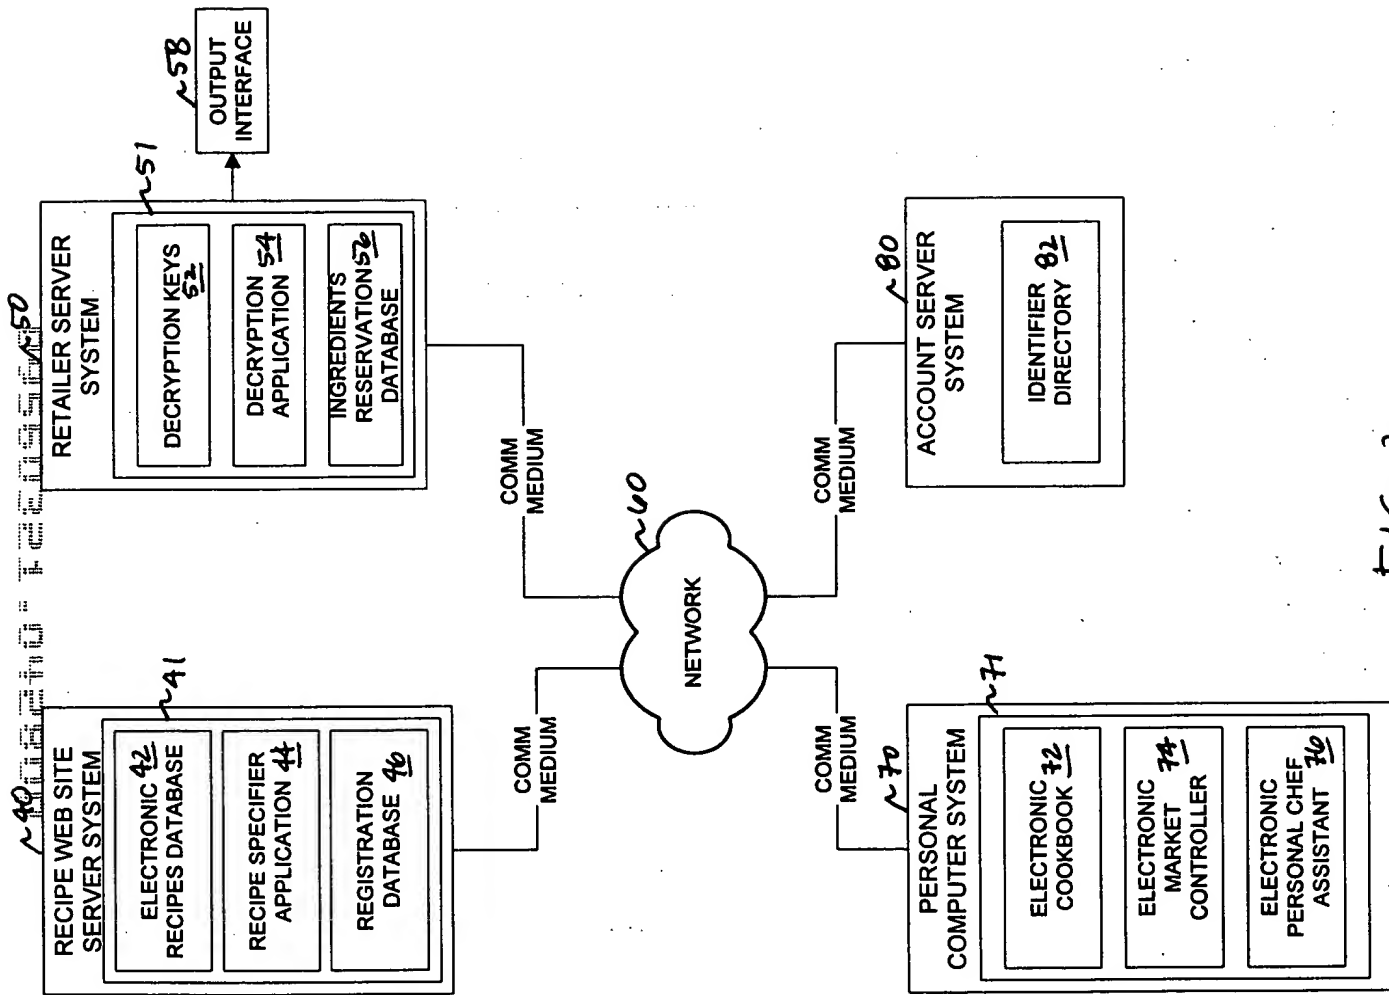 ~40
RECIPE WEB SITE
SERVER SYSTEM
~41
ELECTRONIC 42
RECIPES DATABASE
RECIPE SPECIFIER
APPLICATION 44
REGISTRATION
DATABASE 46
~50
RETAILER SERVER
SYSTEM
~51
DECRYPTION KEYS
52
DECRYPTION
APPLICATION 54
INGREDIENTS
RESERVATION 56
DATABASE
~58
OUTPUT
INTERFACE
COMM
MEDIUM
COMM
MEDIUM
~60
NETWORK
COMM
MEDIUM
COMM
MEDIUM
~70
PERSONAL
COMPUTER SYSTEM
~71
ELECTRONIC
COOKBOOK 72
ELECTRONIC
MARKET 74
CONTROLLER
ELECTRONIC
PERSONAL CHEF
ASSISTANT 76
~80
ACCOUNT SERVER
SYSTEM
IDENTIFIER
DIRECTORY 82